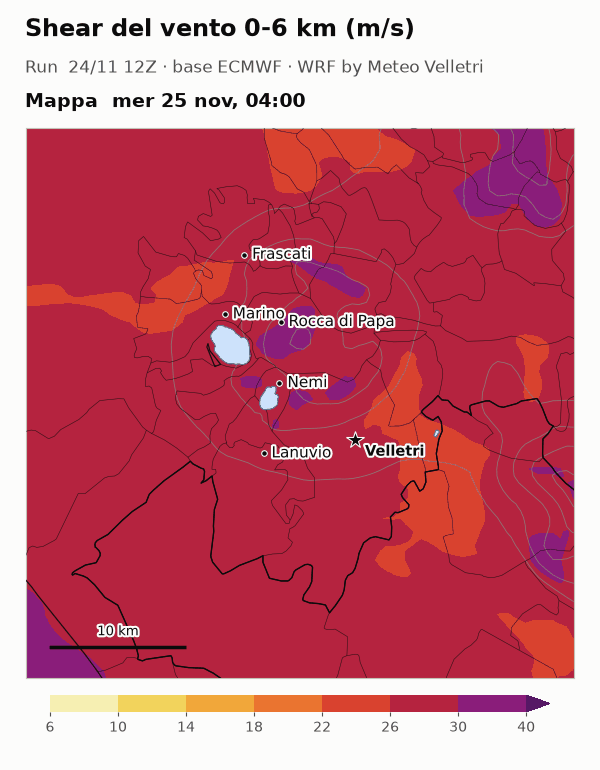 Shear del vento 0-6 km (m/s)
Run  24/11 12Z · base ECMWF · WRF by Meteo Velletri
Mappa  mer 25 nov, 04:00
Frascati
Marino
Rocca di Papa
Nemi
Velletri
Lanuvio
10 km
6 10 14 18 22 26 30 40